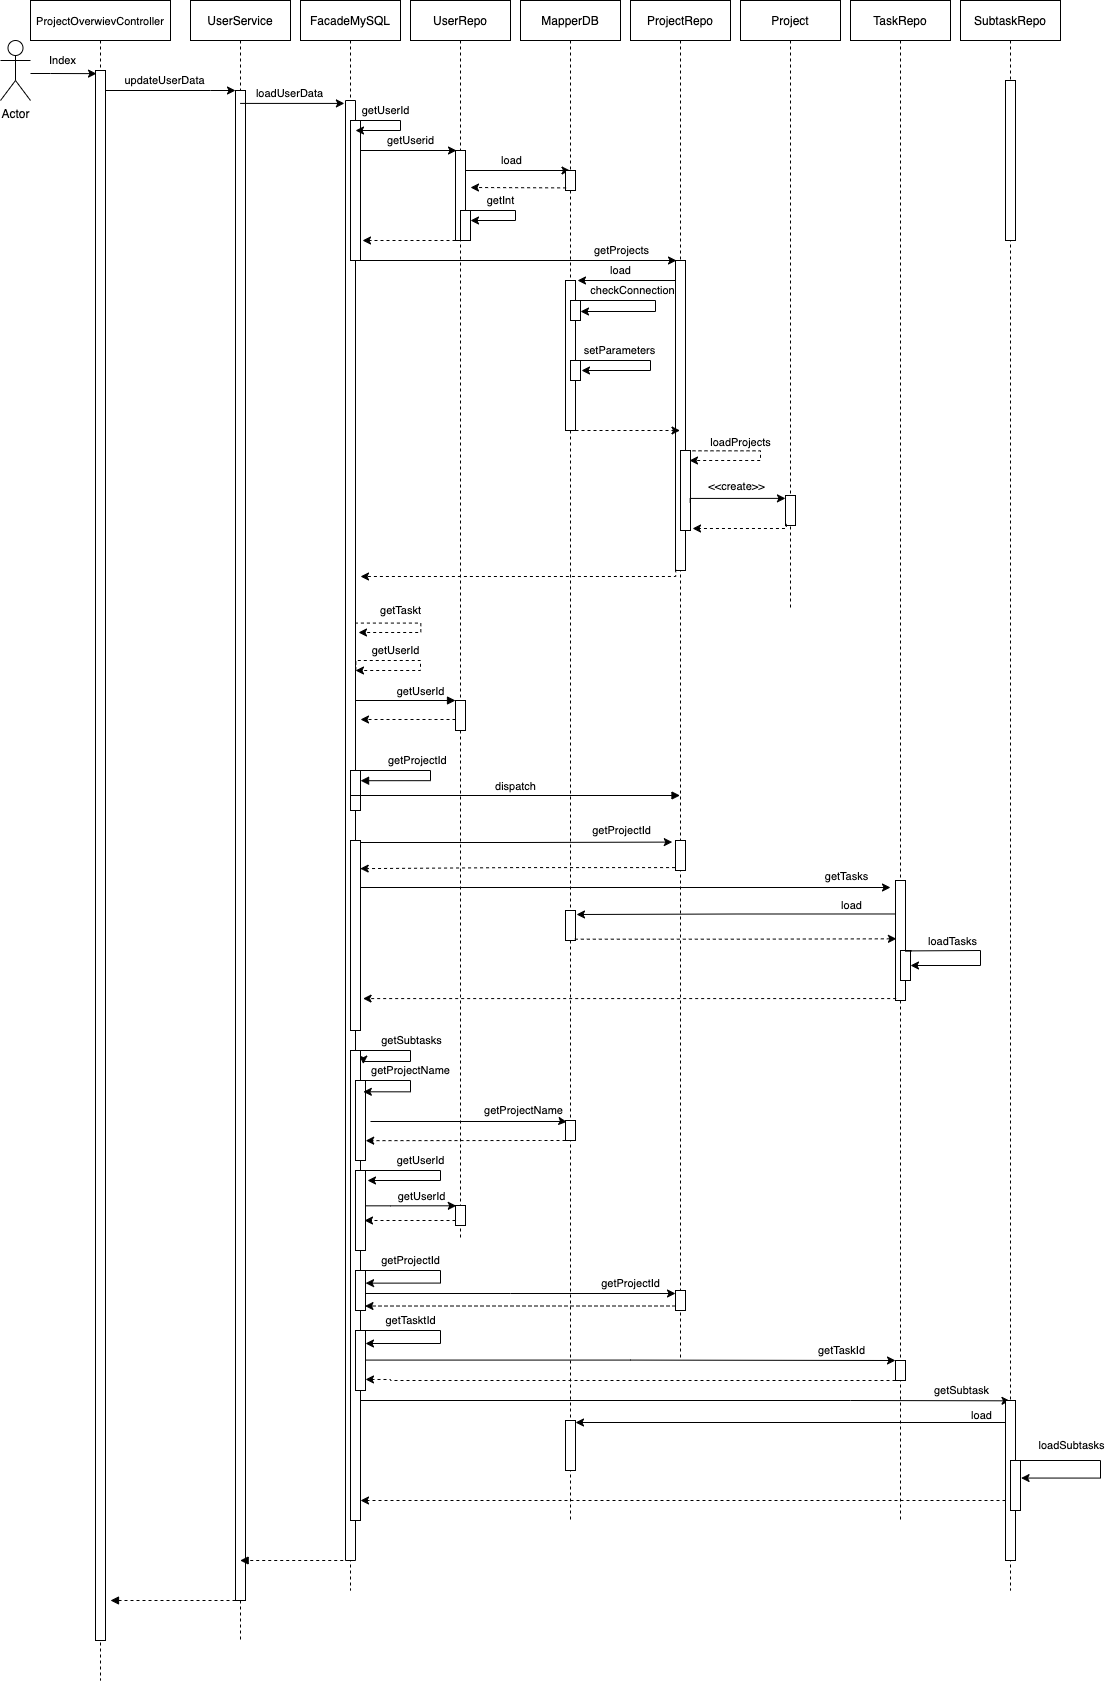 ProjectOverwievController
UserService
FacadeMySQL
UserRepo
MapperDB
ProjectRepo
Project
TaskRepo
SubtaskRepo
Index
Actor
updateUserData
loadUserData
getUserId
getUserid
load
getInt
getProjects
load
checkConnection
setParameters
loadProjects
<<create>>
getTaskt
getUserId
getUserId
getProjectId
dispatch
getProjectId
getTasks
load
loadTasks
getSubtasks
getProjectName
getProjectName
getUserId
getUserId
getProjectId
getProjectId
getTasktId
getTaskId
getSubtask
load
loadSubtasks